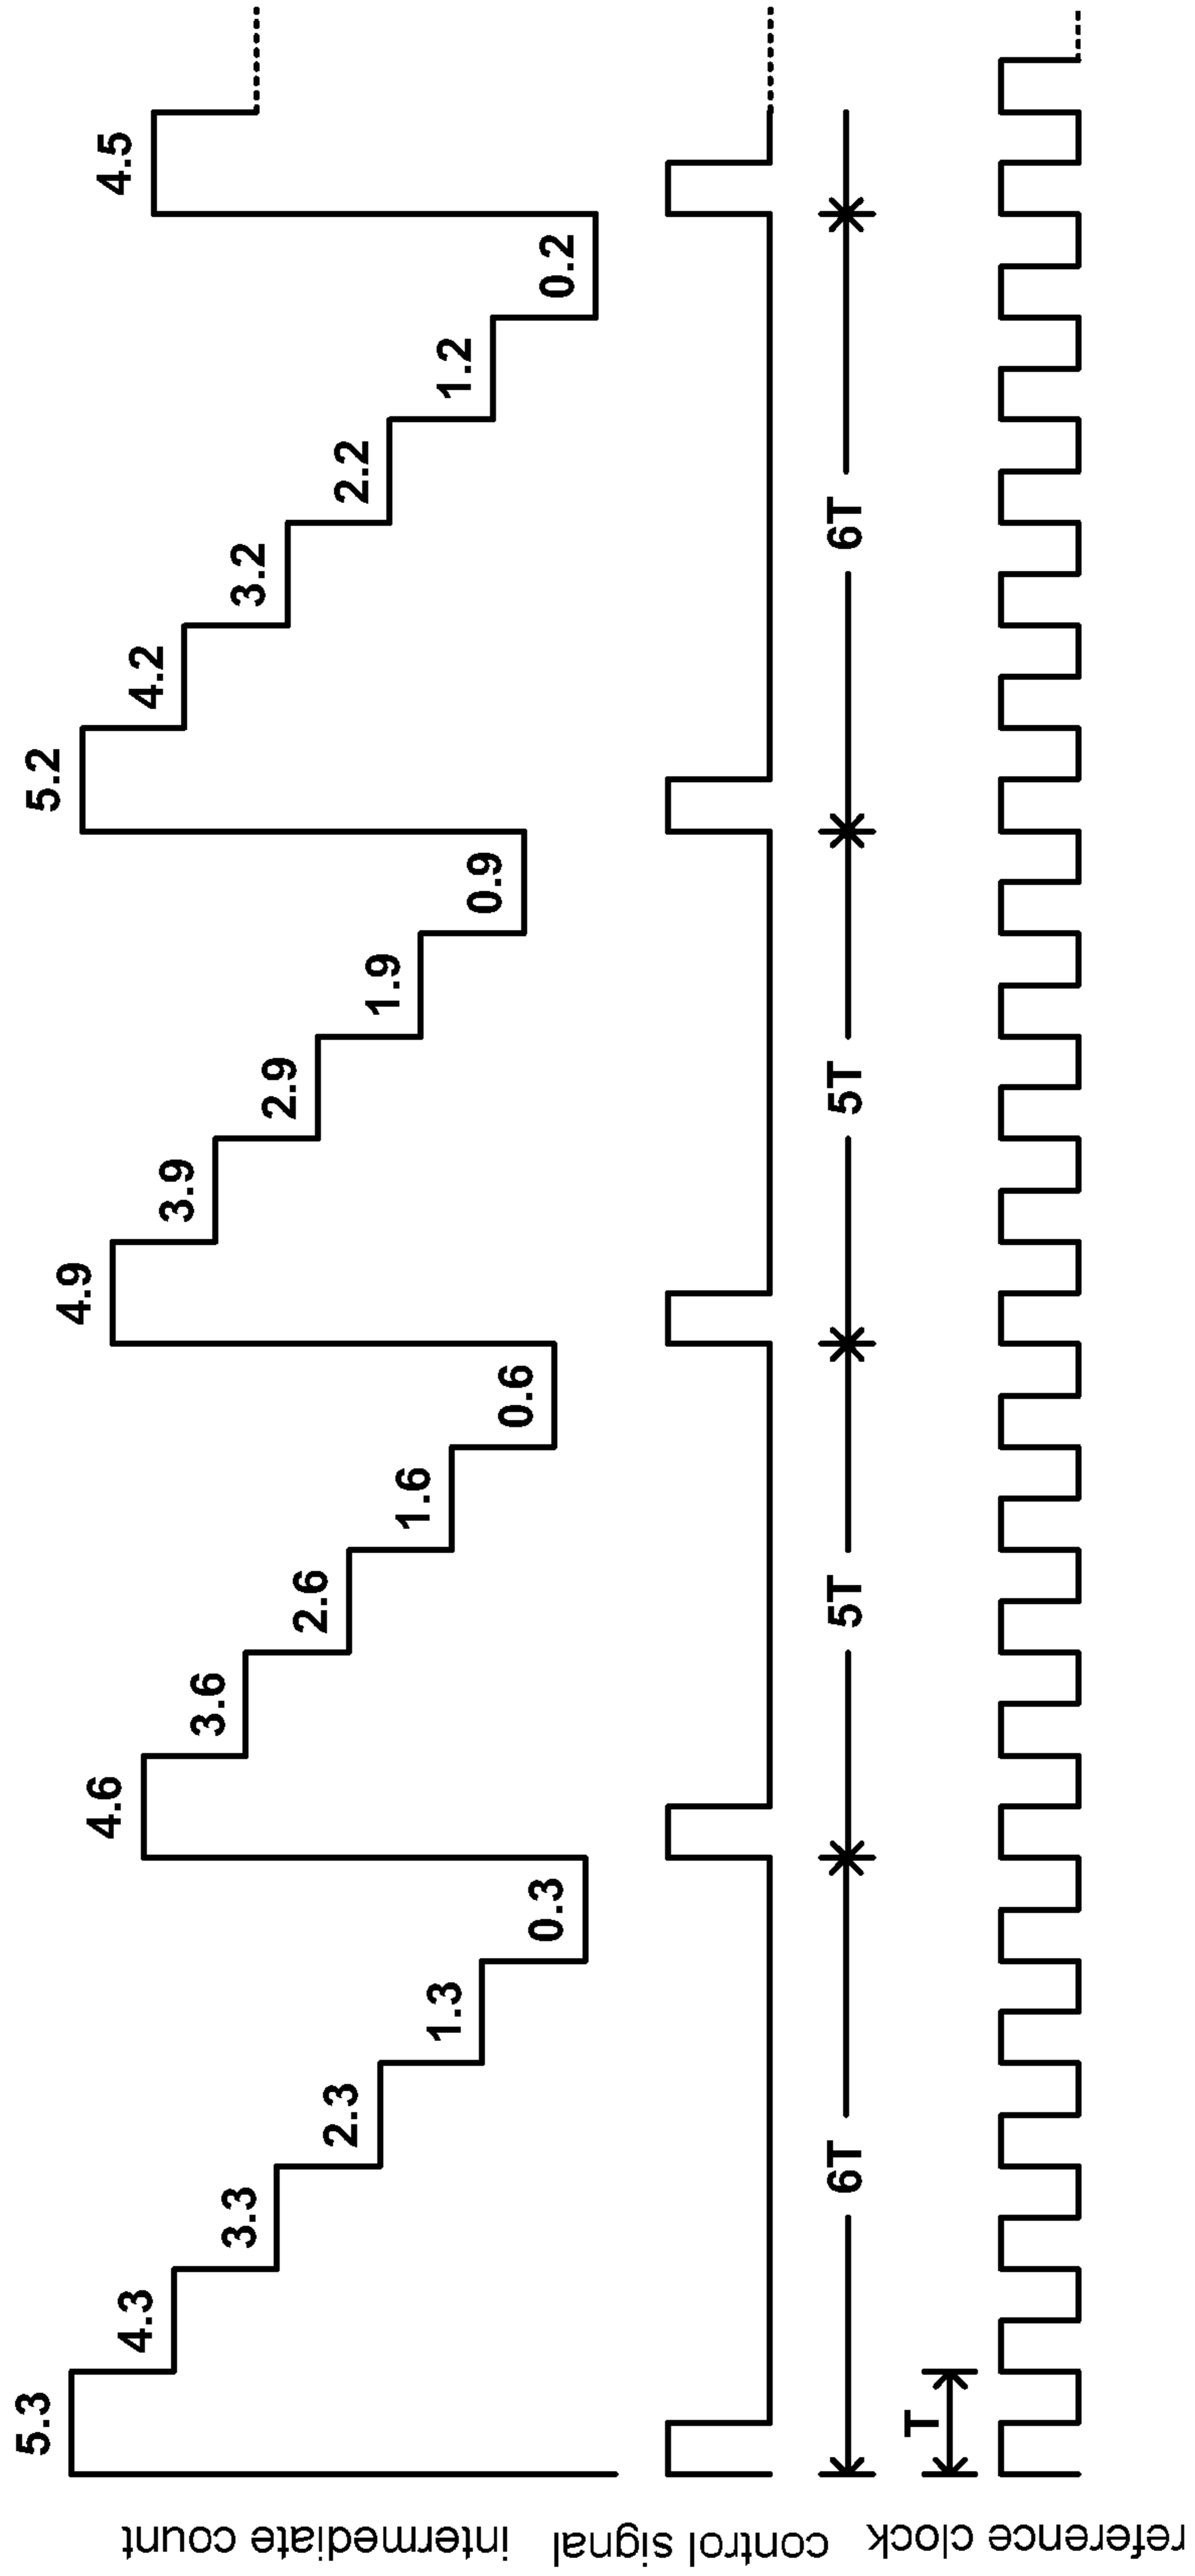 intermediate count
5.3
4.3
3.3
2.3
1.3
0.3
4.6
3.6
2.6
1.6
0.6
4.9
3.9
2.9
1.9
0.9
5.2
4.2
3.2
2.2
1.2
0.2
4.5
control signal
6T
5T
5T
6T
T
reference clock